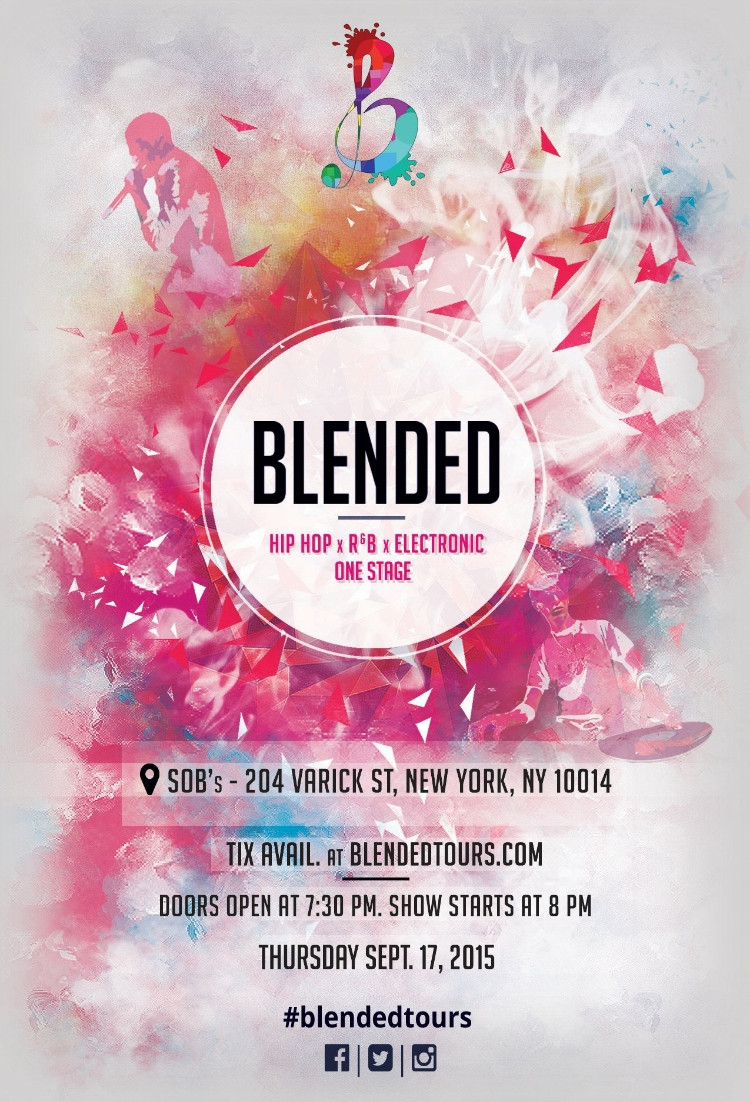 B
BLENDED
HIP HOP x R&B x ELECTRONIC
ONE STAGE
SOB's - 204 VARICK ST, NEW YORK, NY 10014
TIX AVAIL. AT BLENDEDTOURS.COM
DOORS OPEN AT 7:30 PM. SHOW STARTS AT 8 PM
THURSDAY SEPT. 17, 2015
#blendedtours